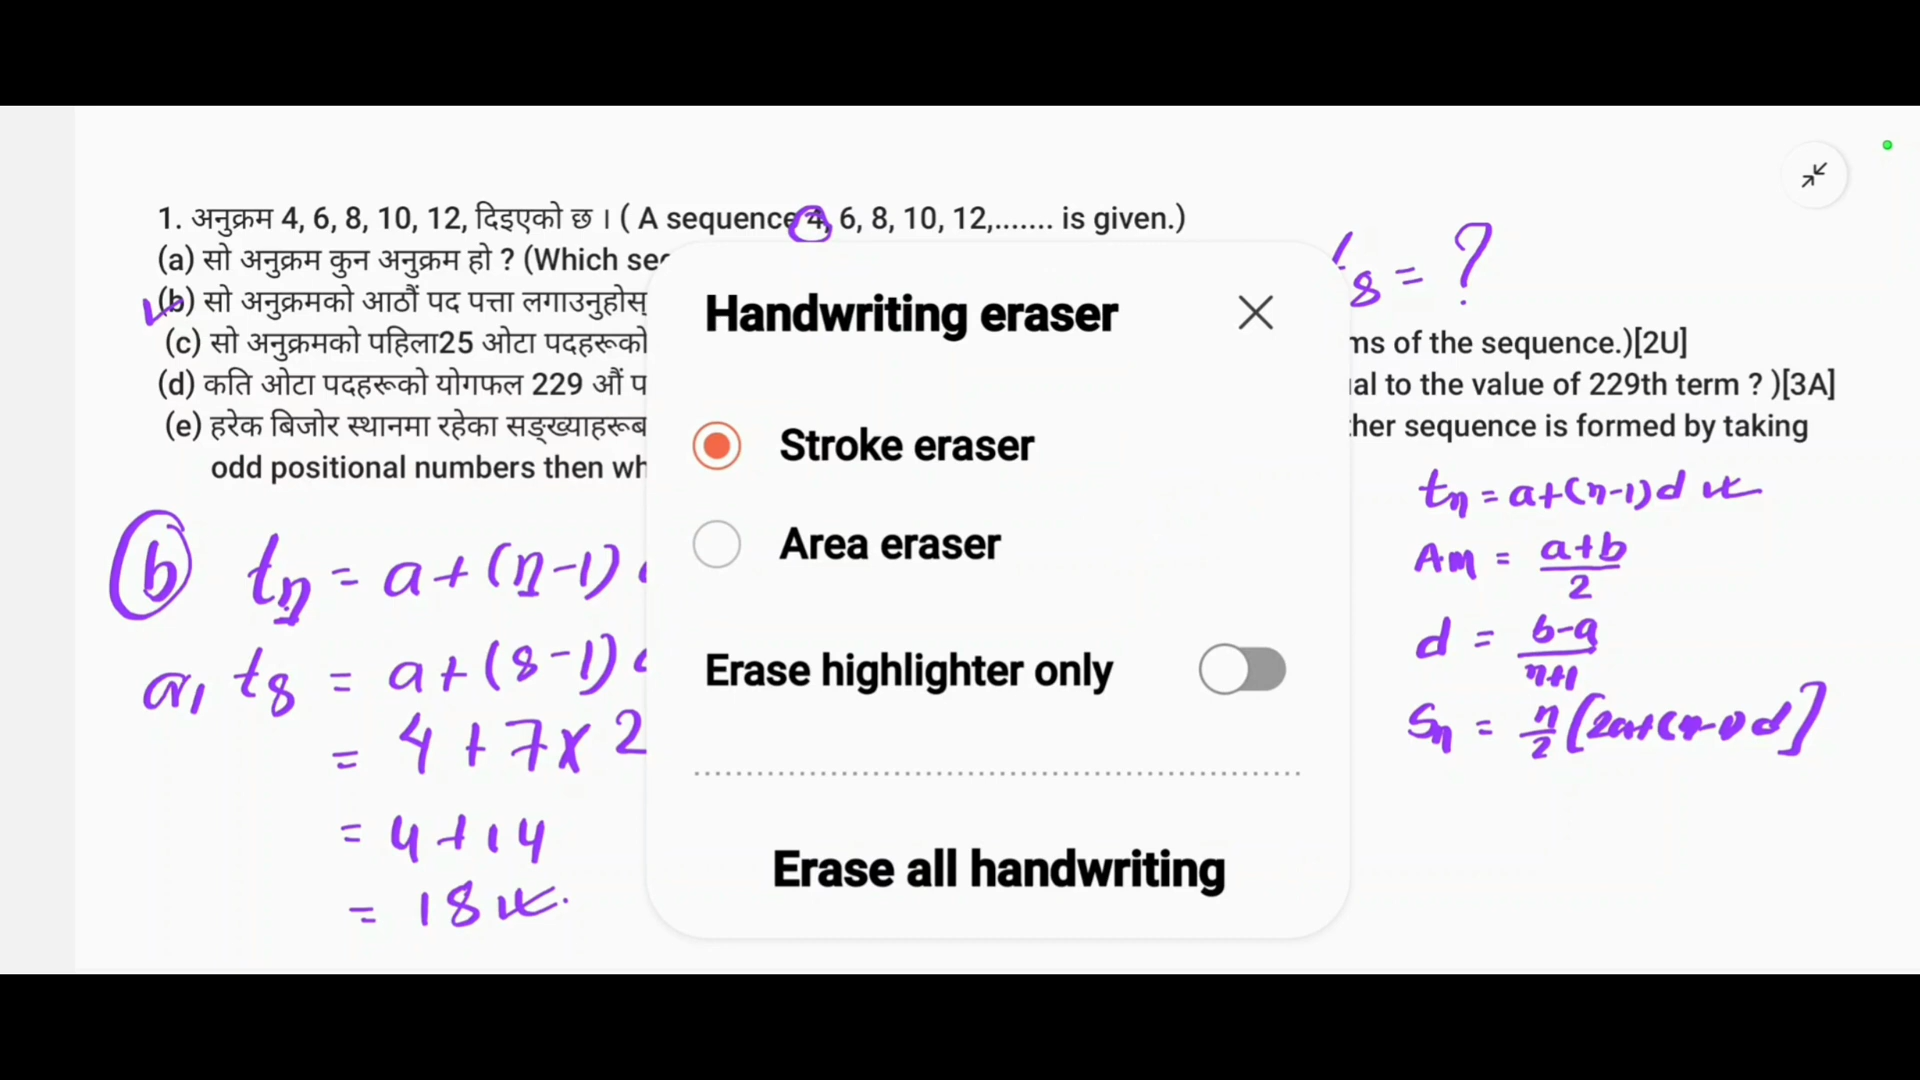 1. अनुक्रम 4, 6, 8, 10, 12, दिइएको छ । ( A sequence 4, 6, 8, 10, 12,....... is given.)
(a) सो अनुक्रम कुन अनुक्रम हो ? (Which se
8 = ?
(b) सो अनुक्रमको आठौं पद पत्ता लगाउनुहोस्
(c) सो अनुक्रमको पहिला25 ओटा पदहरूको
ms of the sequence.)[2U]
(d) कति ओटा पदहरूको योगफल 229 औं प
al to the value of 229th term ? )[3A]
(e) हरेक बिजोर स्थानमा रहेका सङ्ख्याहरूब
her sequence is formed by taking
odd positional numbers then wh
Handwriting eraser
Stroke eraser
Area eraser
Erase highlighter only
Erase all handwriting
b tn = a+(n-1)
t8 = a+(8-1)
= 4+7x2
= 4+14
= 18
tn = a+(n-1)d
Am = a+b/2
d = b-a/n+1
Sn = n/2[2a+(n-1)d]